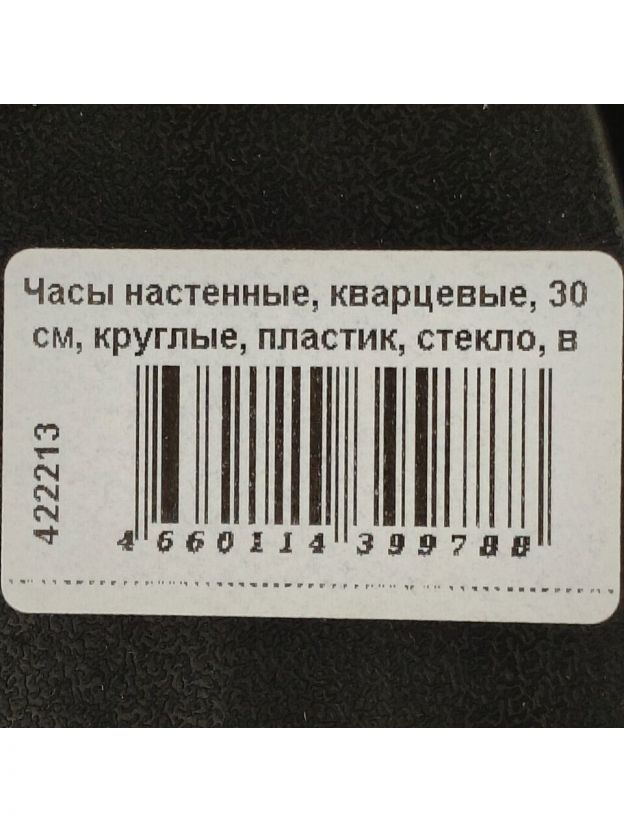 Часы настенные, кварцевые, 30
см, круглые, пластик, стекло, в
422213
4 660114 399788